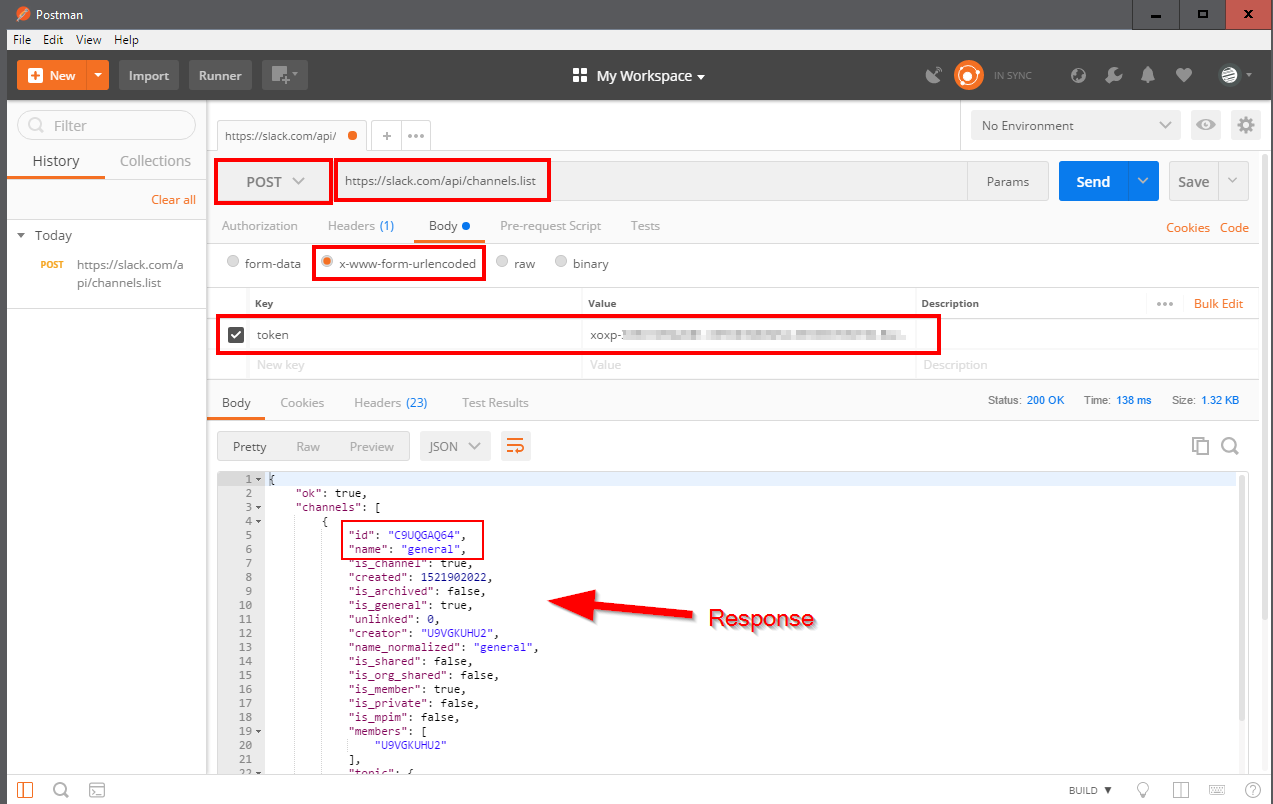 Postman
File Edit View Help
New Import Runner My Workspace IN SYNC
Filter
History Collections
Clear all
Today
POST https://slack.com/a
pi/channels.list
https://slack.com/api/
No Environment
POST https://slack.com/api/channels.list Params Send Save
Authorization Headers (1) Body Pre-request Script Tests Cookies Code
form-data x-www-form-urlencoded raw binary
Key Value Description Bulk Edit
token xoxp-
New key Value Description
Body Cookies Headers (23) Test Results Status: 200 OK Time: 138 ms Size: 1.32 KB
Pretty Raw Preview JSON
1 {
2 "ok": true,
3 "channels": [
4 {
5 "id": "C9UQGAQ64",
6 "name": "general",
7 "is_channel": true,
8 "created": 1521902022,
9 "is_archived": false,
10 "is_general": true,
11 "unlinked": 0,
12 "creator": "U9VGKUHU2",
13 "name_normalized": "general",
14 "is_shared": false,
15 "is_org_shared": false,
16 "is_member": true,
17 "is_private": false,
18 "is_mpim": false,
19 "members": [
20 "U9VGKUHU2"
21 ],
22 "topic": {
Response
BUILD